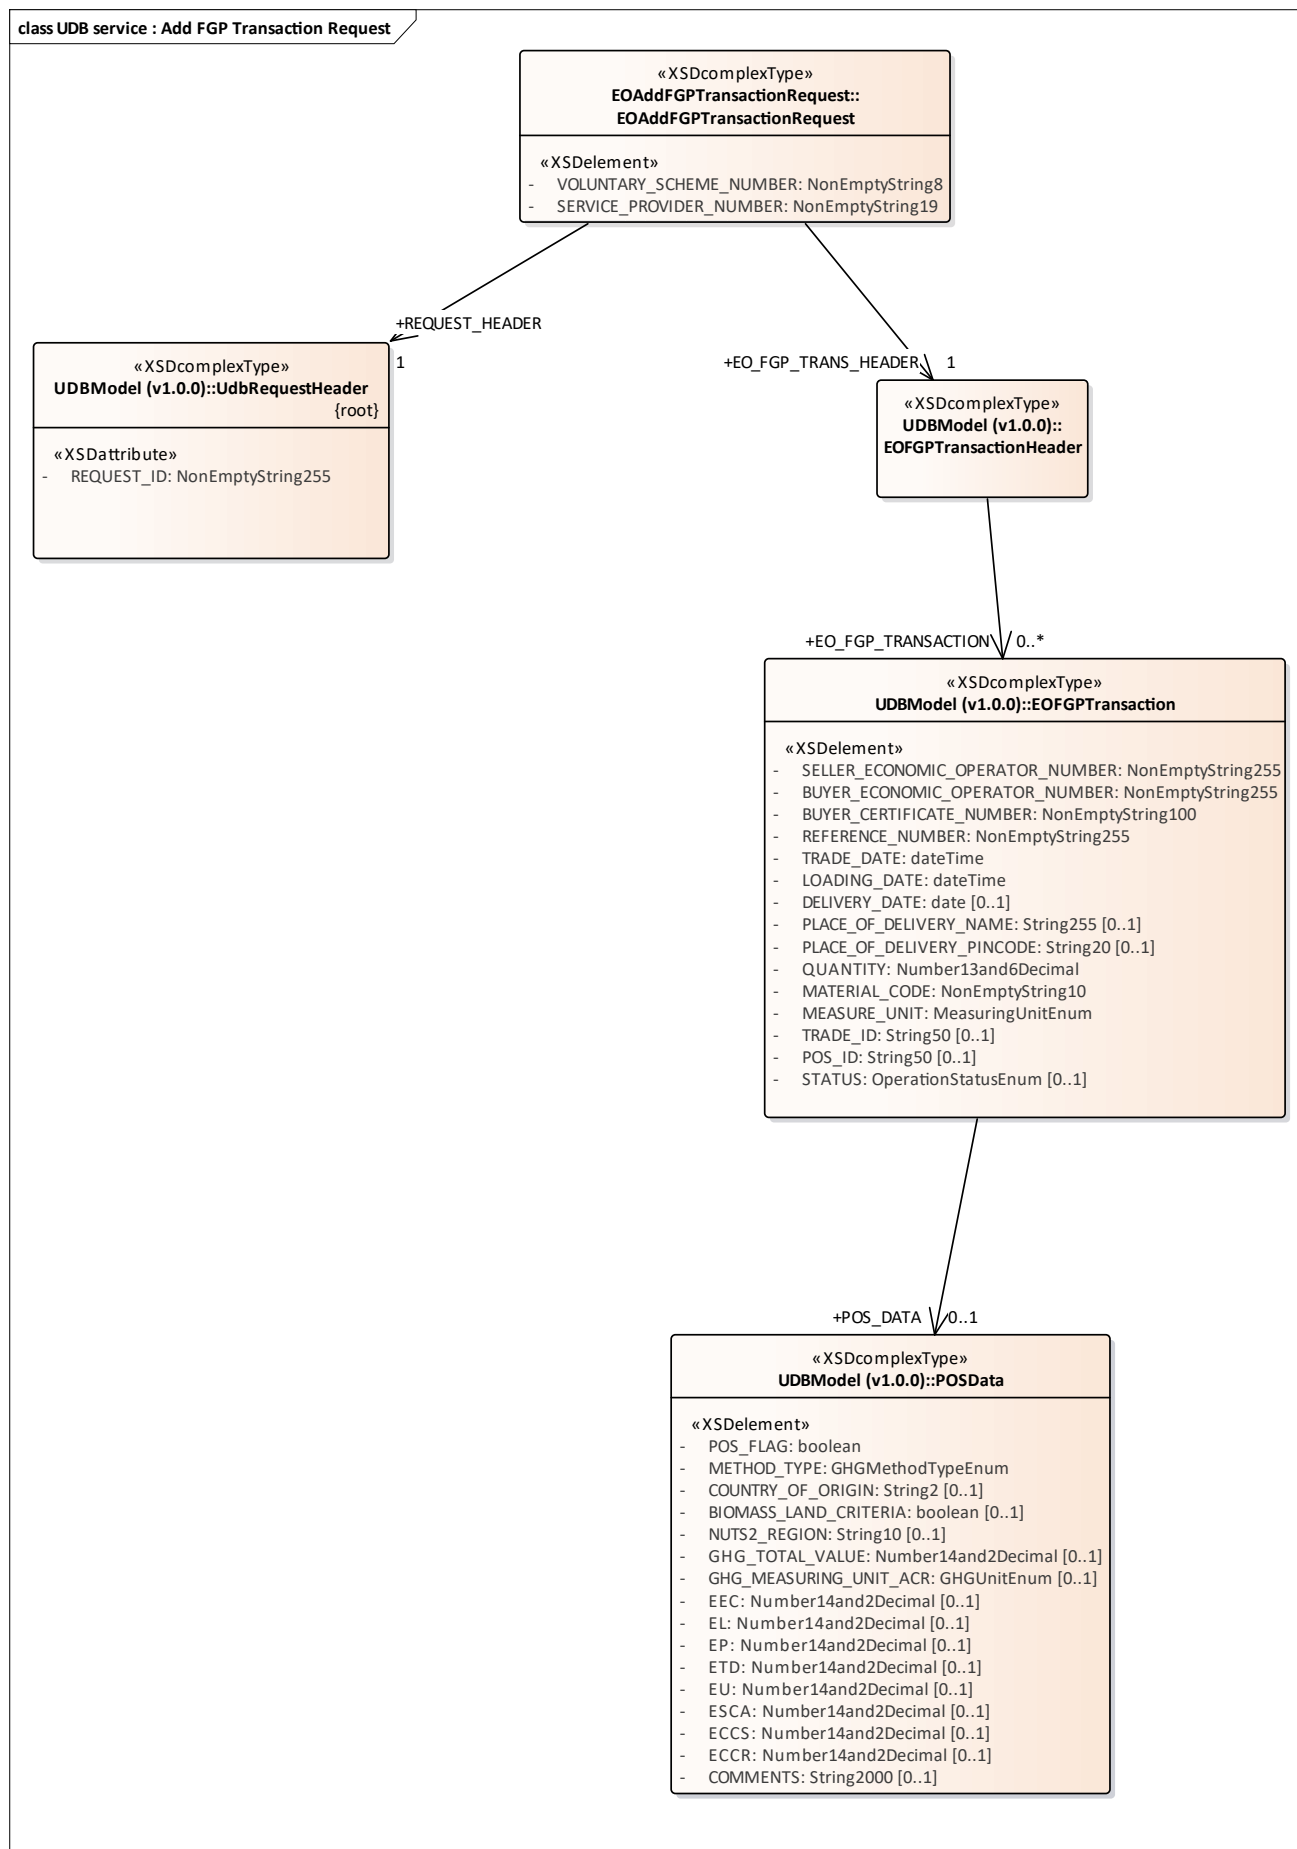 class UDB service : Add FGP Transaction Request
«XSDcomplexType»
EOAddFGPTransactionRequest::
EOAddFGPTransactionRequest
«XSDelement»
- VOLUNTARY_SCHEME_NUMBER: NonEmptyString8
- SERVICE_PROVIDER_NUMBER: NonEmptyString19
+REQUEST_HEADER
1
«XSDcomplexType»
UDBModel (v1.0.0)::UdbRequestHeader
{root}
«XSDattribute»
- REQUEST_ID: NonEmptyString255
+EO_FGP_TRANS_HEADER
1
«XSDcomplexType»
UDBModel (v1.0.0)::
EOFGPTransactionHeader
+EO_FGP_TRANSACTION
0..*
«XSDcomplexType»
UDBModel (v1.0.0)::EOFGPTransaction
«XSDelement»
- SELLER_ECONOMIC_OPERATOR_NUMBER: NonEmptyString255
- BUYER_ECONOMIC_OPERATOR_NUMBER: NonEmptyString255
- BUYER_CERTIFICATE_NUMBER: NonEmptyString100
- REFERENCE_NUMBER: NonEmptyString255
- TRADE_DATE: dateTime
- LOADING_DATE: dateTime
- DELIVERY_DATE: date [0..1]
- PLACE_OF_DELIVERY_NAME: String255 [0..1]
- PLACE_OF_DELIVERY_PINCODE: String20 [0..1]
- QUANTITY: Number13and6Decimal
- MATERIAL_CODE: NonEmptyString10
- MEASURE_UNIT: MeasuringUnitEnum
- TRADE_ID: String50 [0..1]
- POS_ID: String50 [0..1]
- STATUS: OperationStatusEnum [0..1]
+POS_DATA
0..1
«XSDcomplexType»
UDBModel (v1.0.0)::POSData
«XSDelement»
- POS_FLAG: boolean
- METHOD_TYPE: GHGMethodTypeEnum
- COUNTRY_OF_ORIGIN: String2 [0..1]
- BIOMASS_LAND_CRITERIA: boolean [0..1]
- NUTS2_REGION: String10 [0..1]
- GHG_TOTAL_VALUE: Number14and2Decimal [0..1]
- GHG_MEASURING_UNIT_ACR: GHGUnitEnum [0..1]
- EEC: Number14and2Decimal [0..1]
- EL: Number14and2Decimal [0..1]
- EP: Number14and2Decimal [0..1]
- ETD: Number14and2Decimal [0..1]
- EU: Number14and2Decimal [0..1]
- ESCA: Number14and2Decimal [0..1]
- ECCS: Number14and2Decimal [0..1]
- ECCR: Number14and2Decimal [0..1]
- COMMENTS: String2000 [0..1]